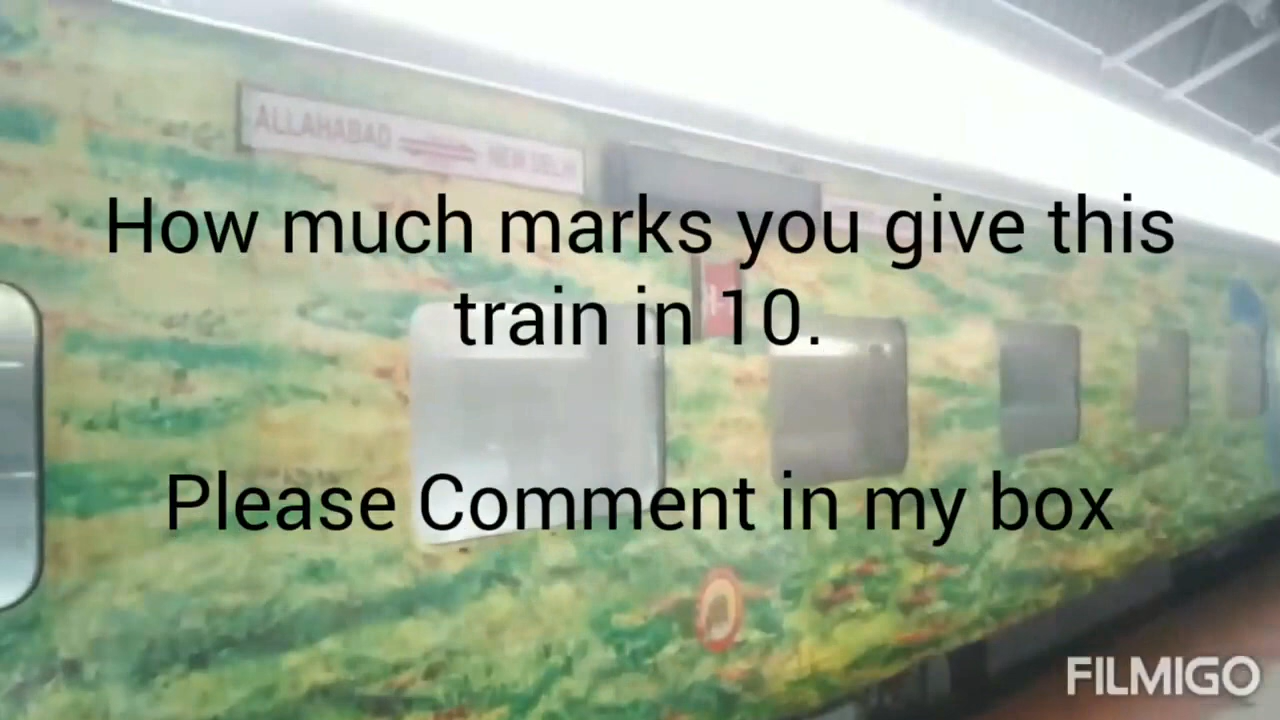 ALLAHABAD NEW DELHI
How much marks you give this
train in 10.
Please Comment in my box
FILMIGO